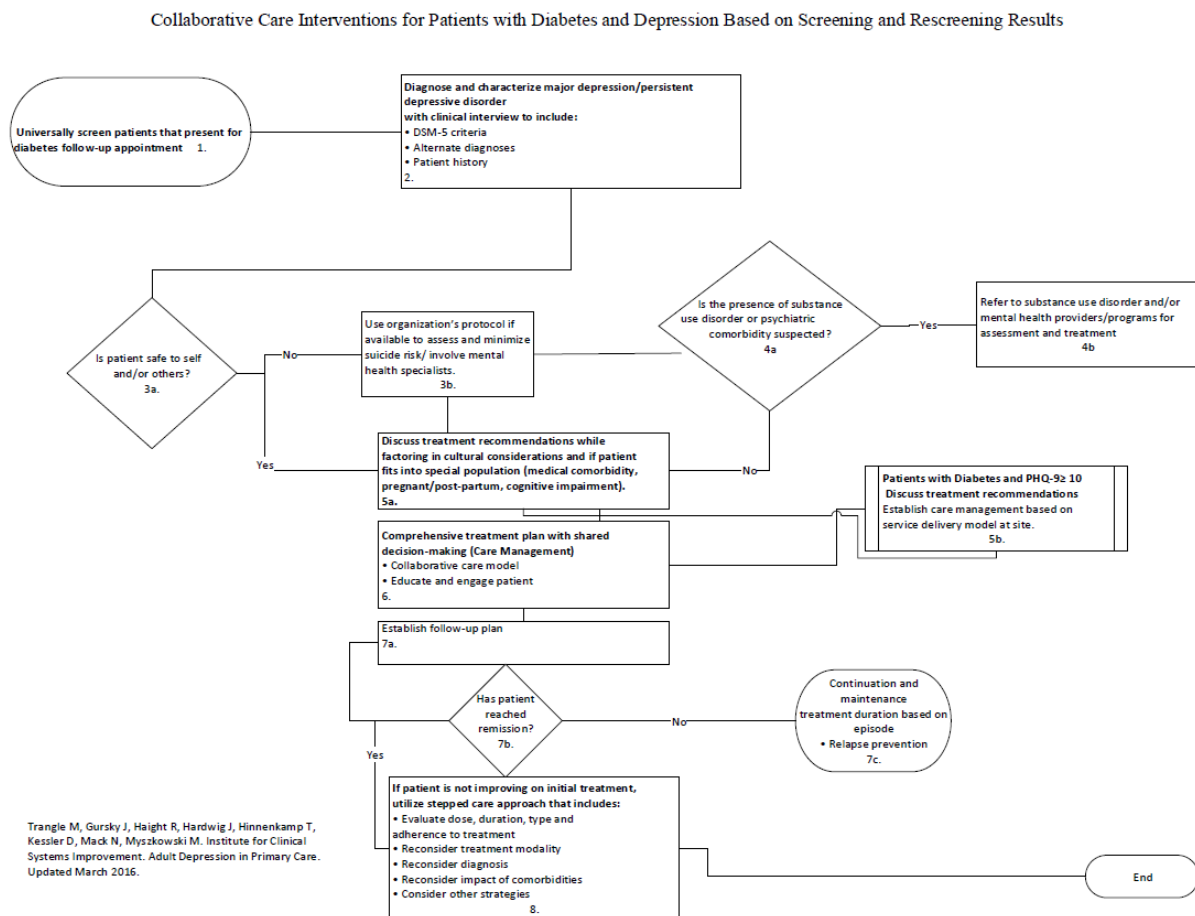 Collaborative Care Interventions for Patients with Diabetes and Depression Based on Screening and Rescreening Results
Universally screen patients that present for
diabetes follow-up appointment 1.
Diagnose and characterize major depression/persistent
depressive disorder
with clinical interview to include:
• DSM-5 criteria
• Alternate diagnoses
• Patient history
2.
Is patient safe to self
and/or others?
3a.
No
Yes
Use organization's protocol if
available to assess and minimize
suicide risk/ involve mental
health specialists.
3b.
Is the presence of substance
use disorder or psychiatric
comorbidity suspected?
4a
Yes
No
Refer to substance use disorder and/or
mental health providers/programs for
assessment and treatment
4b
Discuss treatment recommendations while
factoring in cultural considerations and if patient
fits into special population (medical comorbidity,
pregnant/post-partum, cognitive impairment).
5a.
Patients with Diabetes and PHQ-9≥ 10
Discuss treatment recommendations
Establish care management based on
service delivery model at site.
5b.
Comprehensive treatment plan with shared
decision-making (Care Management)
• Collaborative care model
• Educate and engage patient
6.
Establish follow-up plan
7a.
Has patient
reached
remission?
7b.
No
Yes
Continuation and
maintenance
treatment duration based on
episode
• Relapse prevention
7c.
If patient is not improving on initial treatment,
utilize stepped care approach that includes:
• Evaluate dose, duration, type and
adherence to treatment
• Reconsider treatment modality
• Reconsider diagnosis
• Reconsider impact of comorbidities
• Consider other strategies
8.
End
Trangle M, Gursky J, Haight R, Hardwig J, Hinnenkamp T,
Kessler D, Mack N, Myszkowski M. Institute for Clinical
Systems Improvement. Adult Depression in Primary Care.
Updated March 2016.